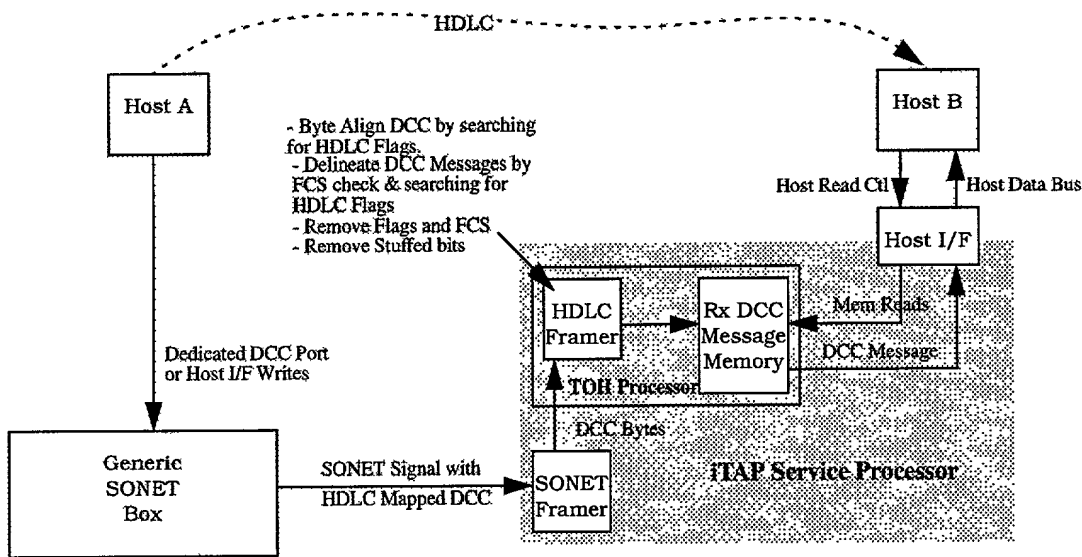 HDLC
Host A
Host B
- Byte Align DCC by searching
for HDLC Flags.
- Delineate DCC Messages by
FCS check & searching for
HDLC Flags
- Remove Flags and FCS
- Remove Stuffed bits
Host Read Ctl
Host Data Bus
Host I/F
HDLC
Framer
Rx DCC
Message
Memory
Mem Reads
DCC Message
TOH Processor
Dedicated DCC Port
or Host I/F Writes
DCC Bytes
Generic
SONET
Box
SONET Signal with
HDLC Mapped DCC
SONET
Framer
iTAP Service Processor